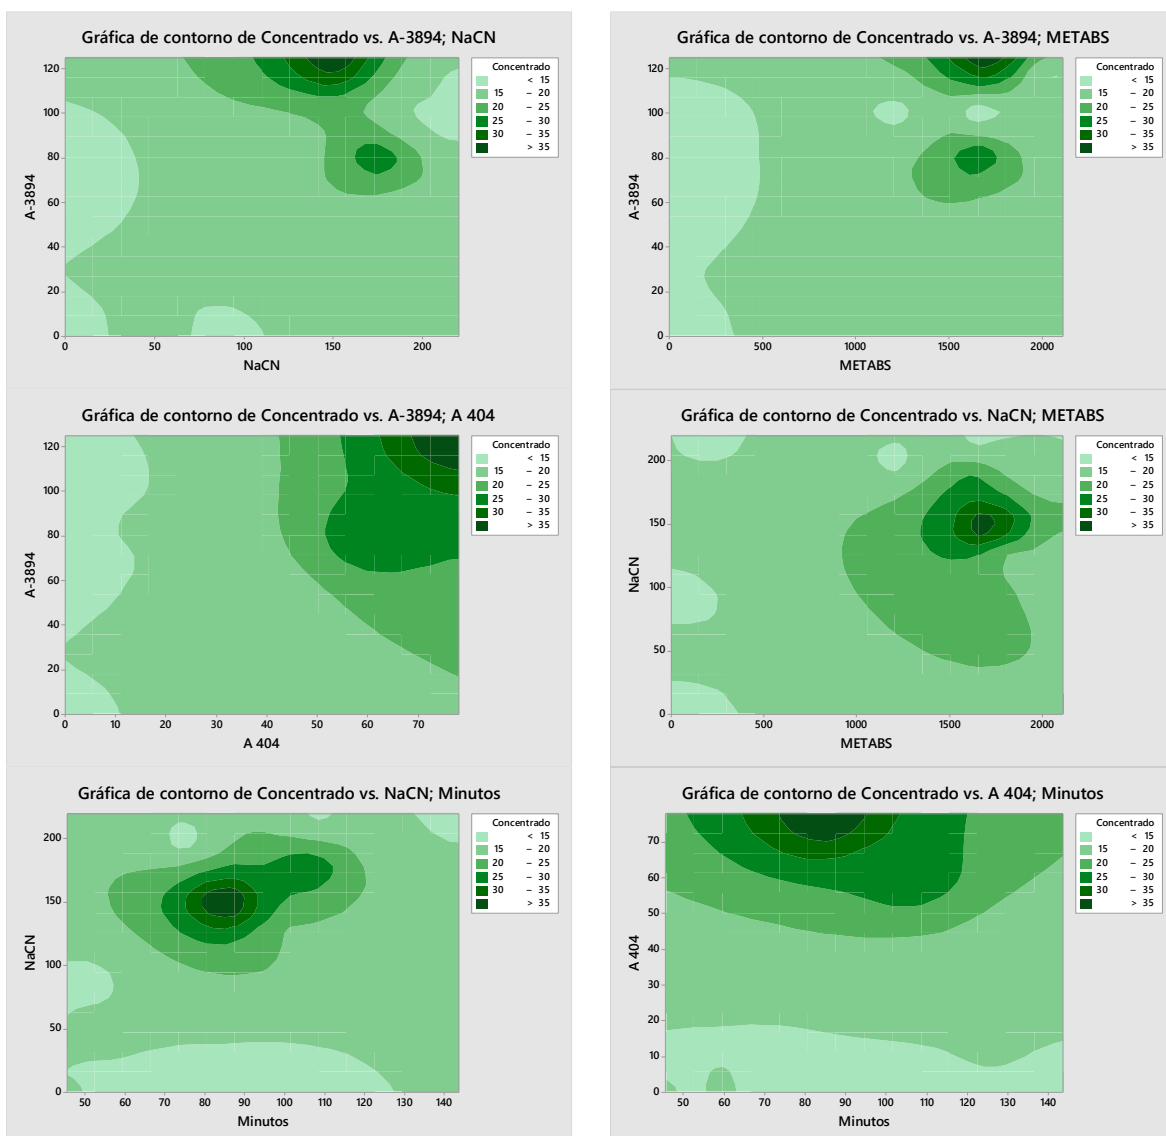 Gráfica de contorno de Concentrado vs. A-3894; NaCN
Concentrado
< 15
15 – 20
20 – 25
25 – 30
30 – 35
> 35
A-3894
120
100
80
60
40
20
0
0 50 100 150 200
NaCN
Gráfica de contorno de Concentrado vs. A-3894; METABS
Concentrado
< 15
15 – 20
20 – 25
25 – 30
30 – 35
> 35
A-3894
120
100
80
60
40
20
0
0 500 1000 1500 2000
METABS
Gráfica de contorno de Concentrado vs. A-3894; A 404
Concentrado
< 15
15 – 20
20 – 25
25 – 30
30 – 35
> 35
A-3894
120
100
80
60
40
20
0
0 10 20 30 40 50 60 70
A 404
Gráfica de contorno de Concentrado vs. NaCN; METABS
Concentrado
< 15
15 – 20
20 – 25
25 – 30
30 – 35
> 35
NaCN
200
150
100
50
0
0 500 1000 1500 2000
METABS
Gráfica de contorno de Concentrado vs. NaCN; Minutos
Concentrado
< 15
15 – 20
20 – 25
25 – 30
30 – 35
> 35
NaCN
200
150
100
50
0
50 60 70 80 90 100 110 120 130 140
Minutos
Gráfica de contorno de Concentrado vs. A 404; Minutos
Concentrado
< 15
15 – 20
20 – 25
25 – 30
30 – 35
> 35
A 404
70
60
50
40
30
20
10
0
50 60 70 80 90 100 110 120 130 140
Minutos